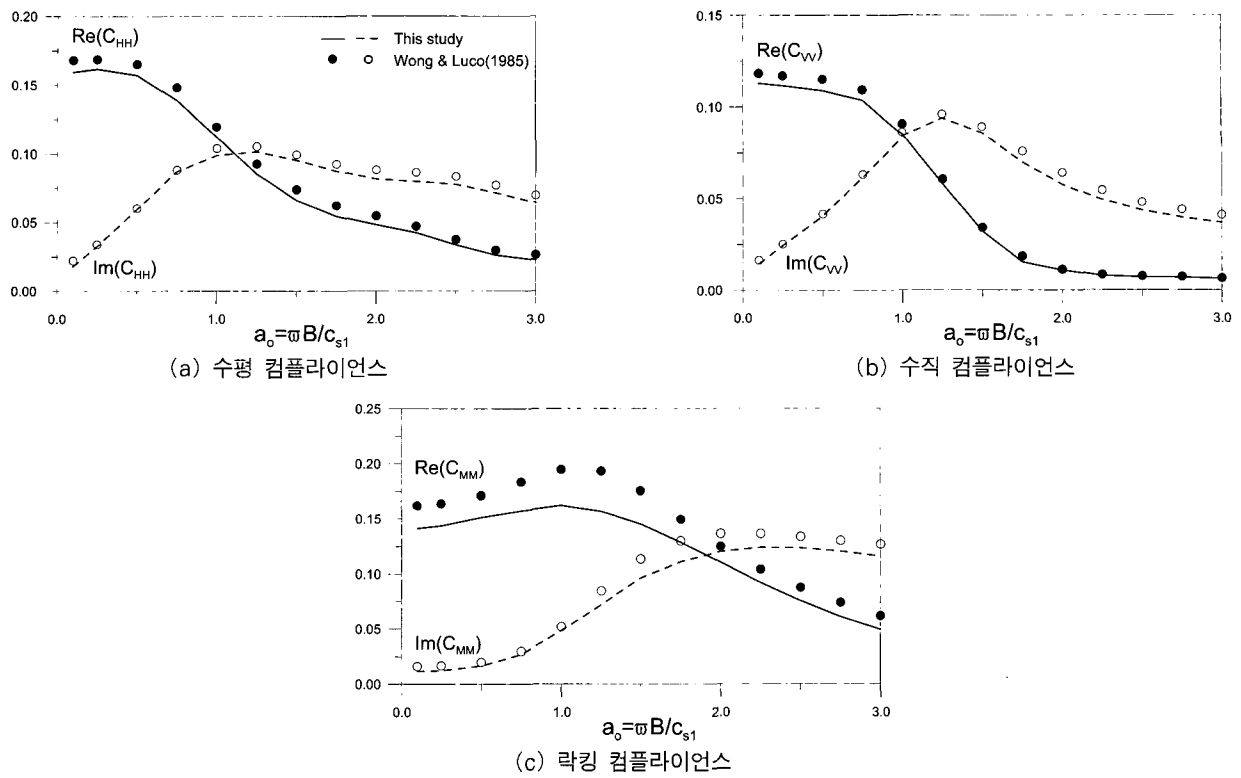 0.20
0.15
0.10
0.05
0.00
Re(C_HH)
Im(C_HH)
This study
Wong & Luco(1985)
0.0 1.0 2.0 3.0
a_o=ϖB/c_s1
(a) 수평 컴플라이언스
0.15
0.10
0.05
0.00
Re(C_VV)
Im(C_VV)
0.0 1.0 2.0 3.0
a_o=ϖB/c_s1
(b) 수직 컴플라이언스
0.25
0.20
0.15
0.10
0.05
0.00
Re(C_MM)
Im(C_MM)
0.0 1.0 2.0 3.0
a_o=ϖB/c_s1
(c) 락킹 컴플라이언스